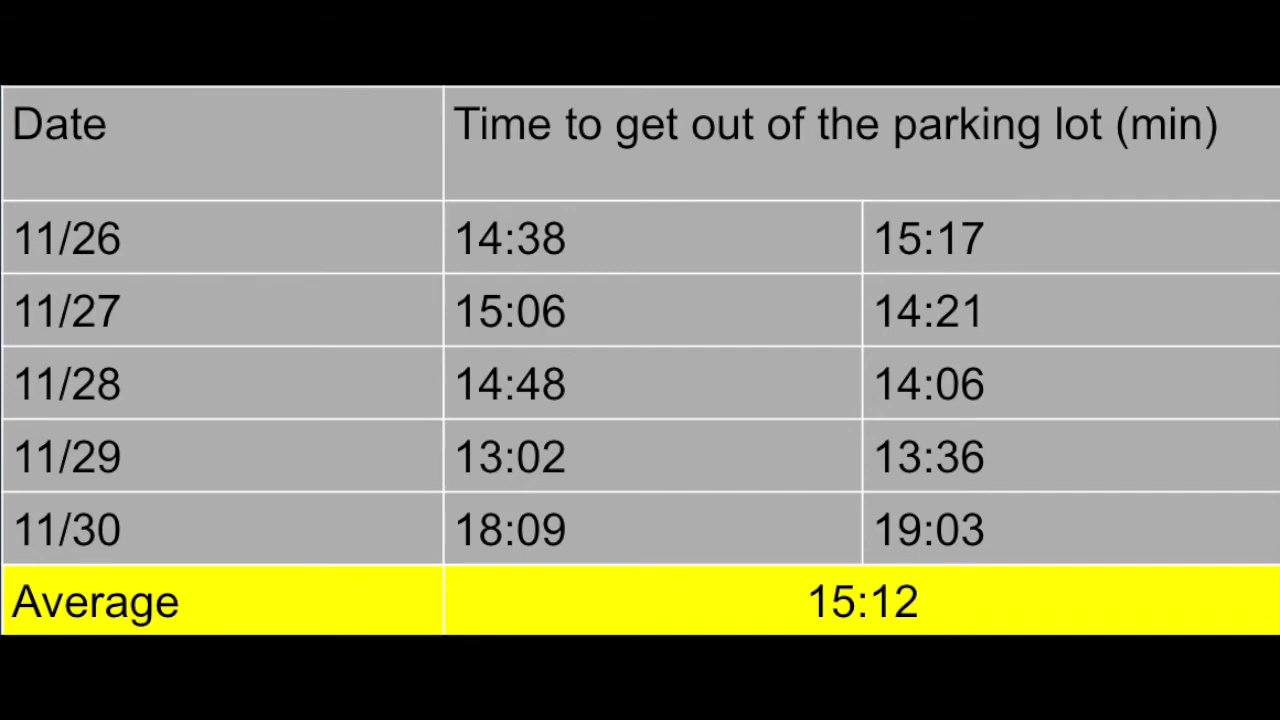 Date Time to get out of the parking lot (min)
11/26 14:38 15:17
11/27 15:06 14:21
11/28 14:48 14:06
11/29 13:02 13:36
11/30 18:09 19:03
Average 15:12